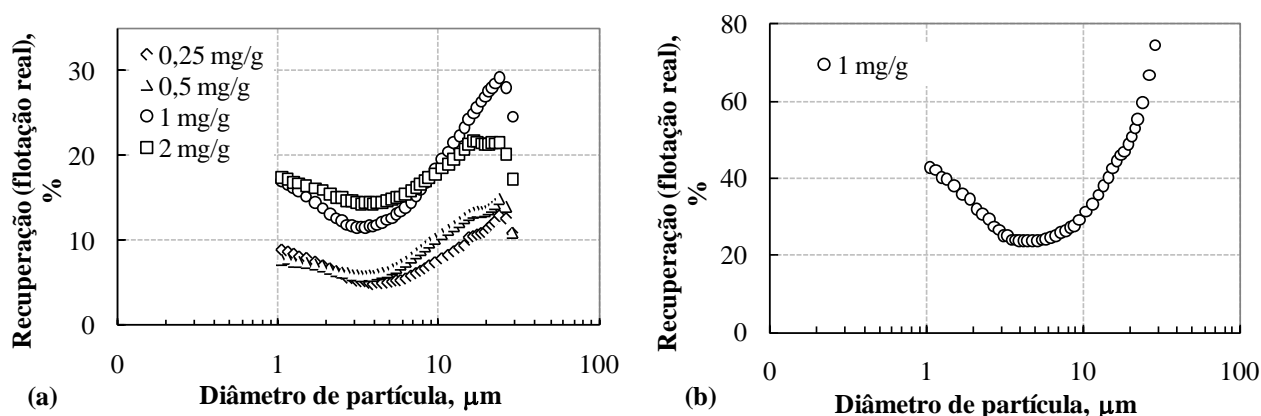 Recuperação (flotação real),
%
30
20
10
0
0,25 mg/g
0,5 mg/g
1 mg/g
2 mg/g
0
1
10
100
Diâmetro de partícula, µm
(a)
Recuperação (flotação real),
%
80
60
40
20
0
1 mg/g
0
1
10
100
Diâmetro de partícula, µm
(b)